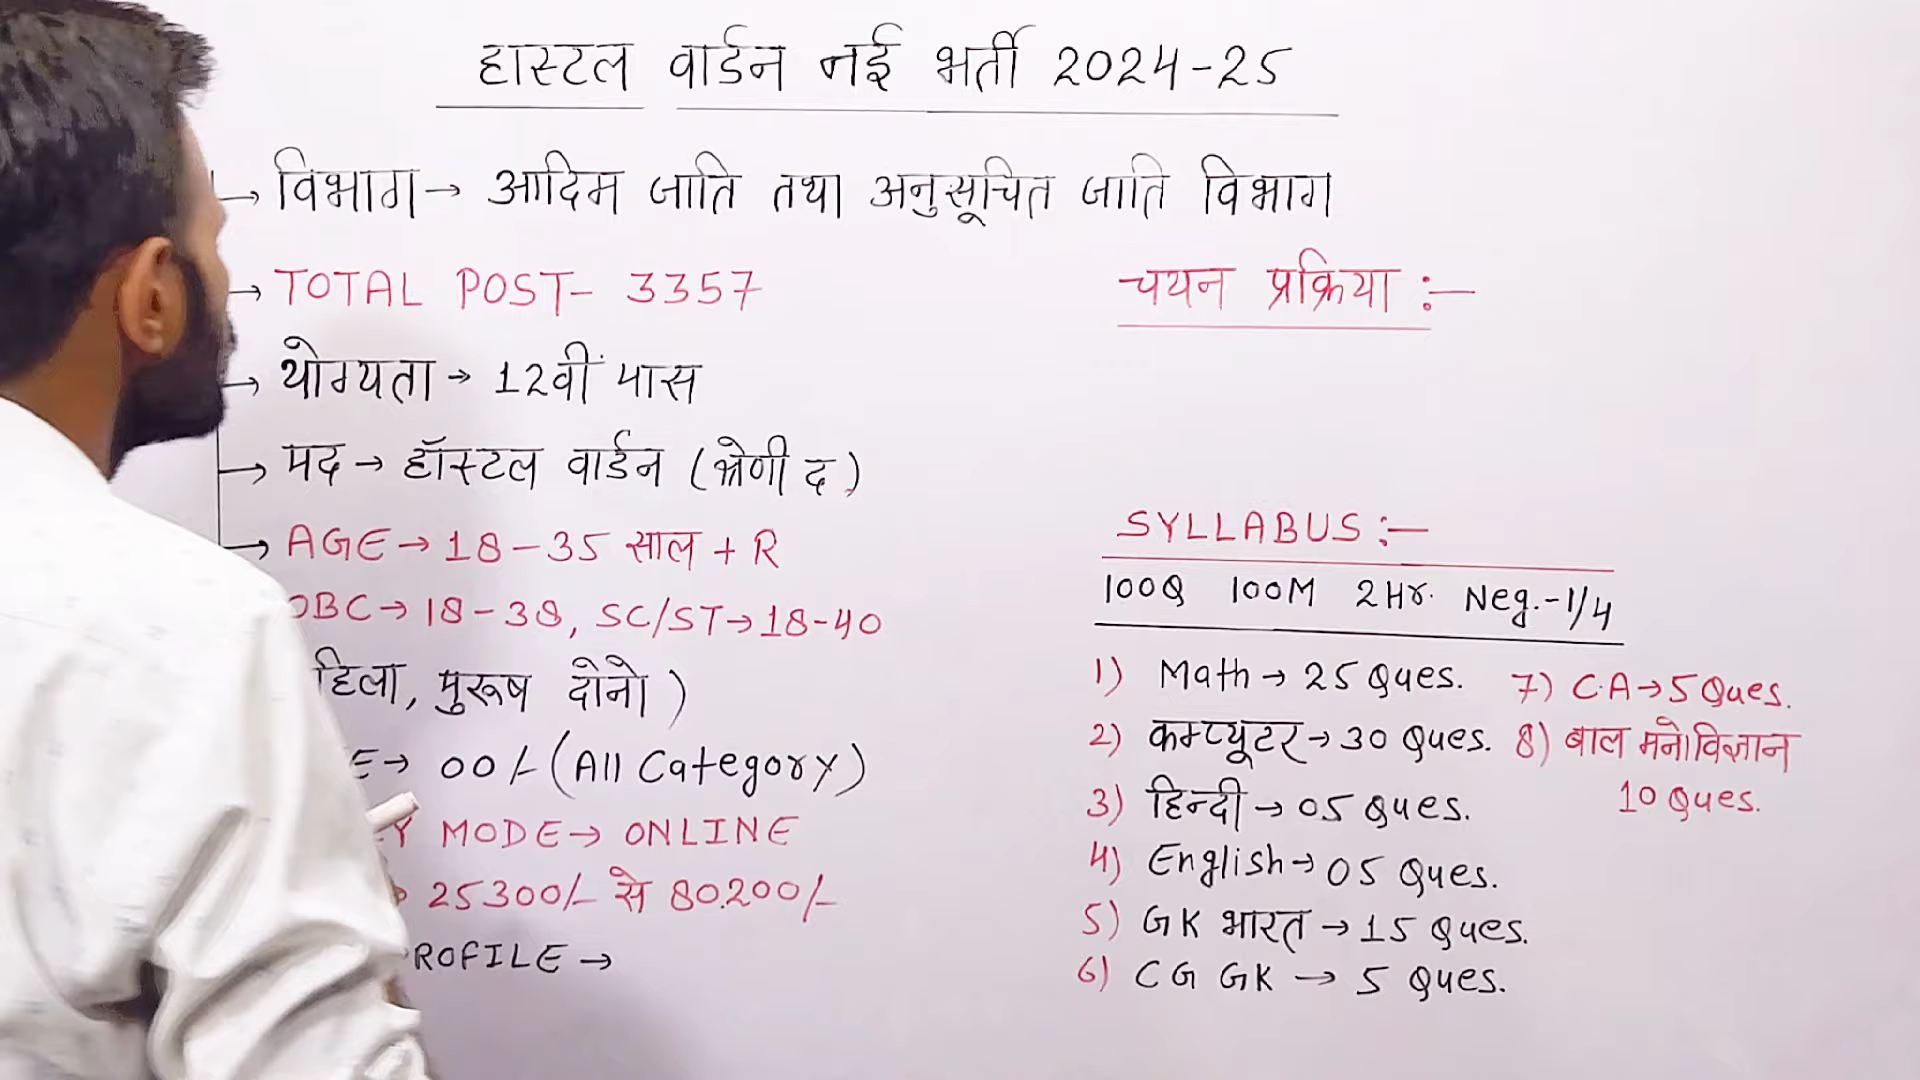 हास्टल वार्डन नई भर्ती 2024-25
→ विभाग → आदिम जाति तथा अनुसूचित जाति विभाग
→ TOTAL POST- 3357
→ योग्यता → 12वीं पास
→ पद → हॉस्टल वार्डन (श्रेणी द)
→ AGE → 18-35 साल + R
OBC → 18-38, SC/ST → 18-40
हिला, पुरूष दोनो)
E → 00/- (All Category)
Y MODE → ONLINE
25300/- से 80200/-
ROFILE →
चयन प्रक्रिया :-
SYLLABUS :-
100Q 100M 2Hr. Neg.-1/4
1) Math → 25 Ques.
2) कम्प्यूटर → 30 Ques.
3) हिन्दी → 05 Ques.
4) English → 05 Ques.
5) GK भारत → 15 Ques.
6) CG GK → 5 Ques.
7) C.A → 5 Ques.
8) बाल मनोविज्ञान
10 Ques.